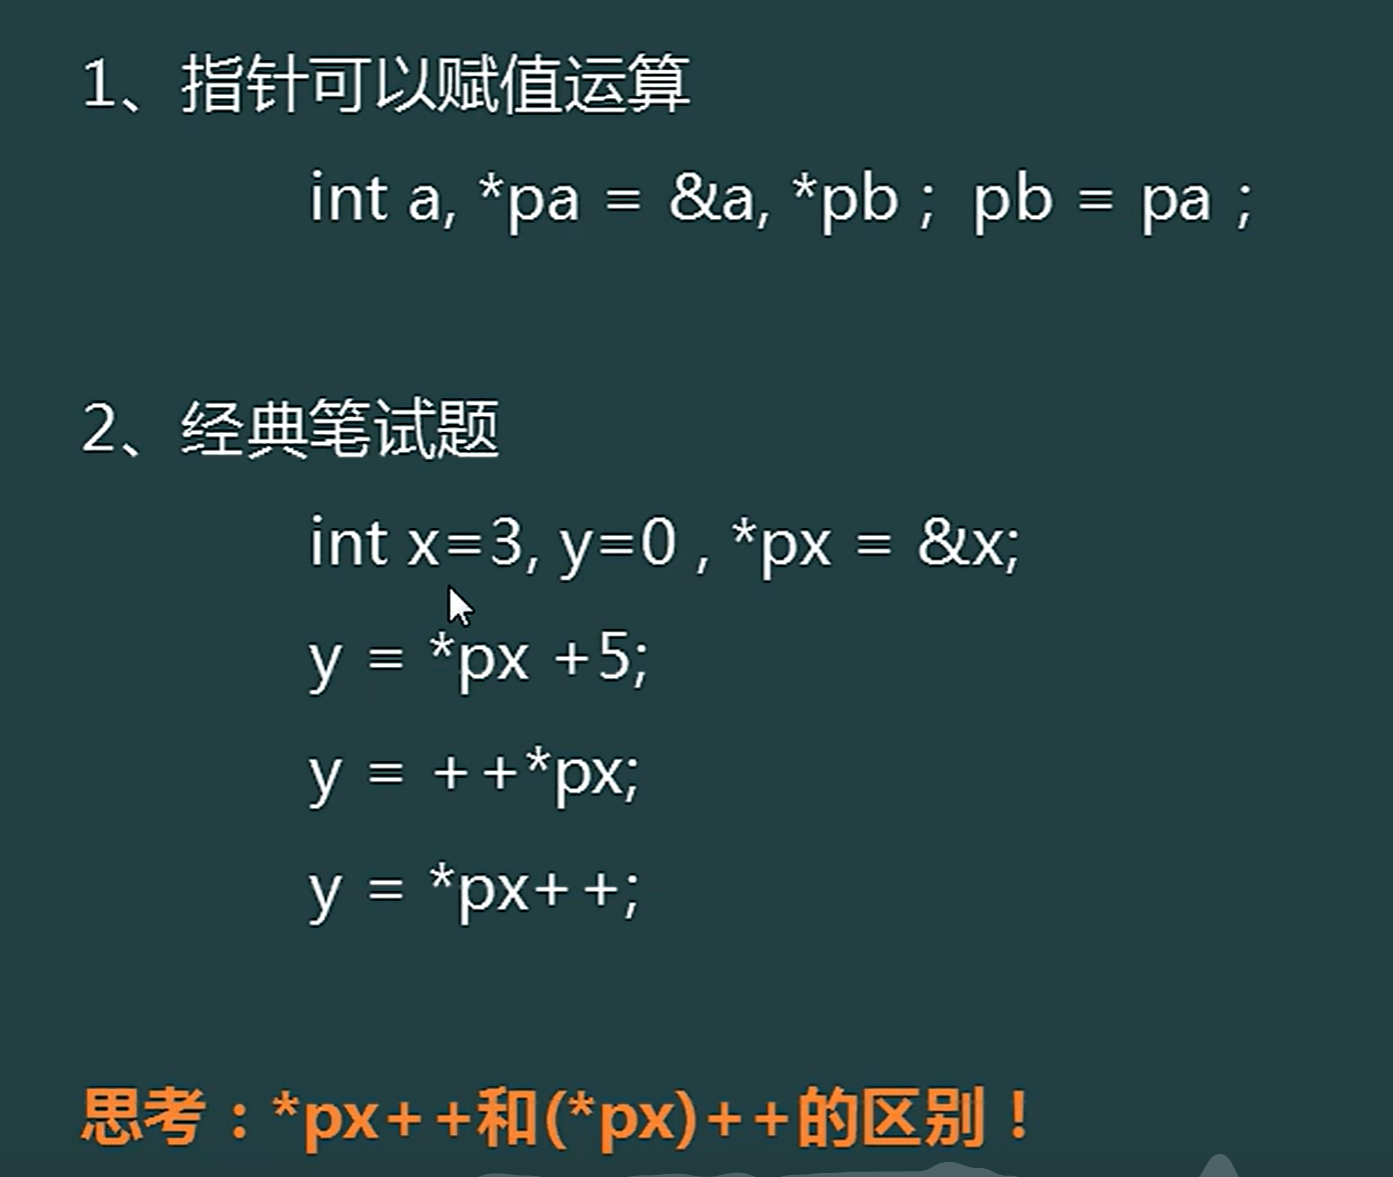 1、指针可以赋值运算
int a, *pa = &a, *pb ;  pb = pa ;
2、经典笔试题
int x=3, y=0 , *px = &x;
y = *px +5;
y = ++*px;
y = *px++;
思考：*px++和(*px)++的区别！